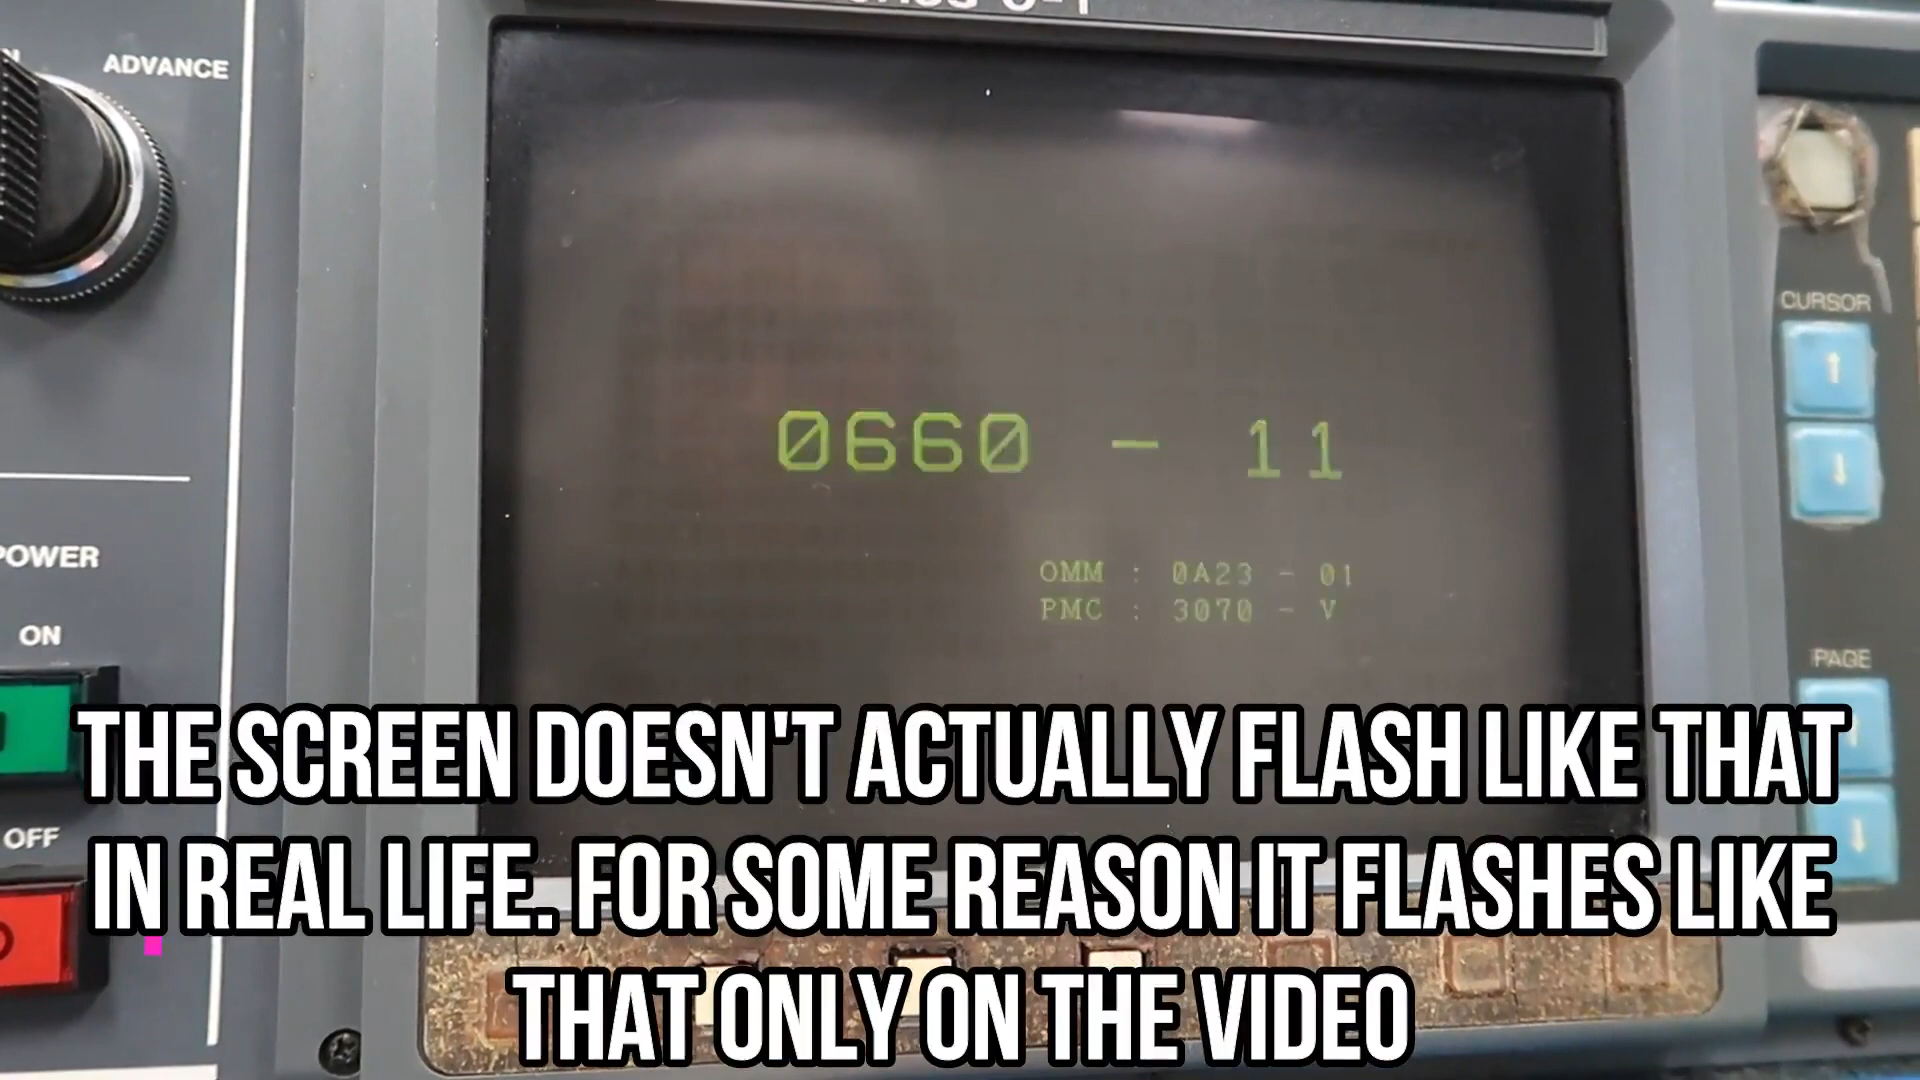 ADVANCE
0660 - 11
CURSOR
OMM : 0A23 - 01
PMC : 3070 - V
POWER
ON
PAGE
OFF
THE SCREEN DOESN'T ACTUALLY FLASH LIKE THAT
IN REAL LIFE. FOR SOME REASON IT FLASHES LIKE
THAT ONLY ON THE VIDEO